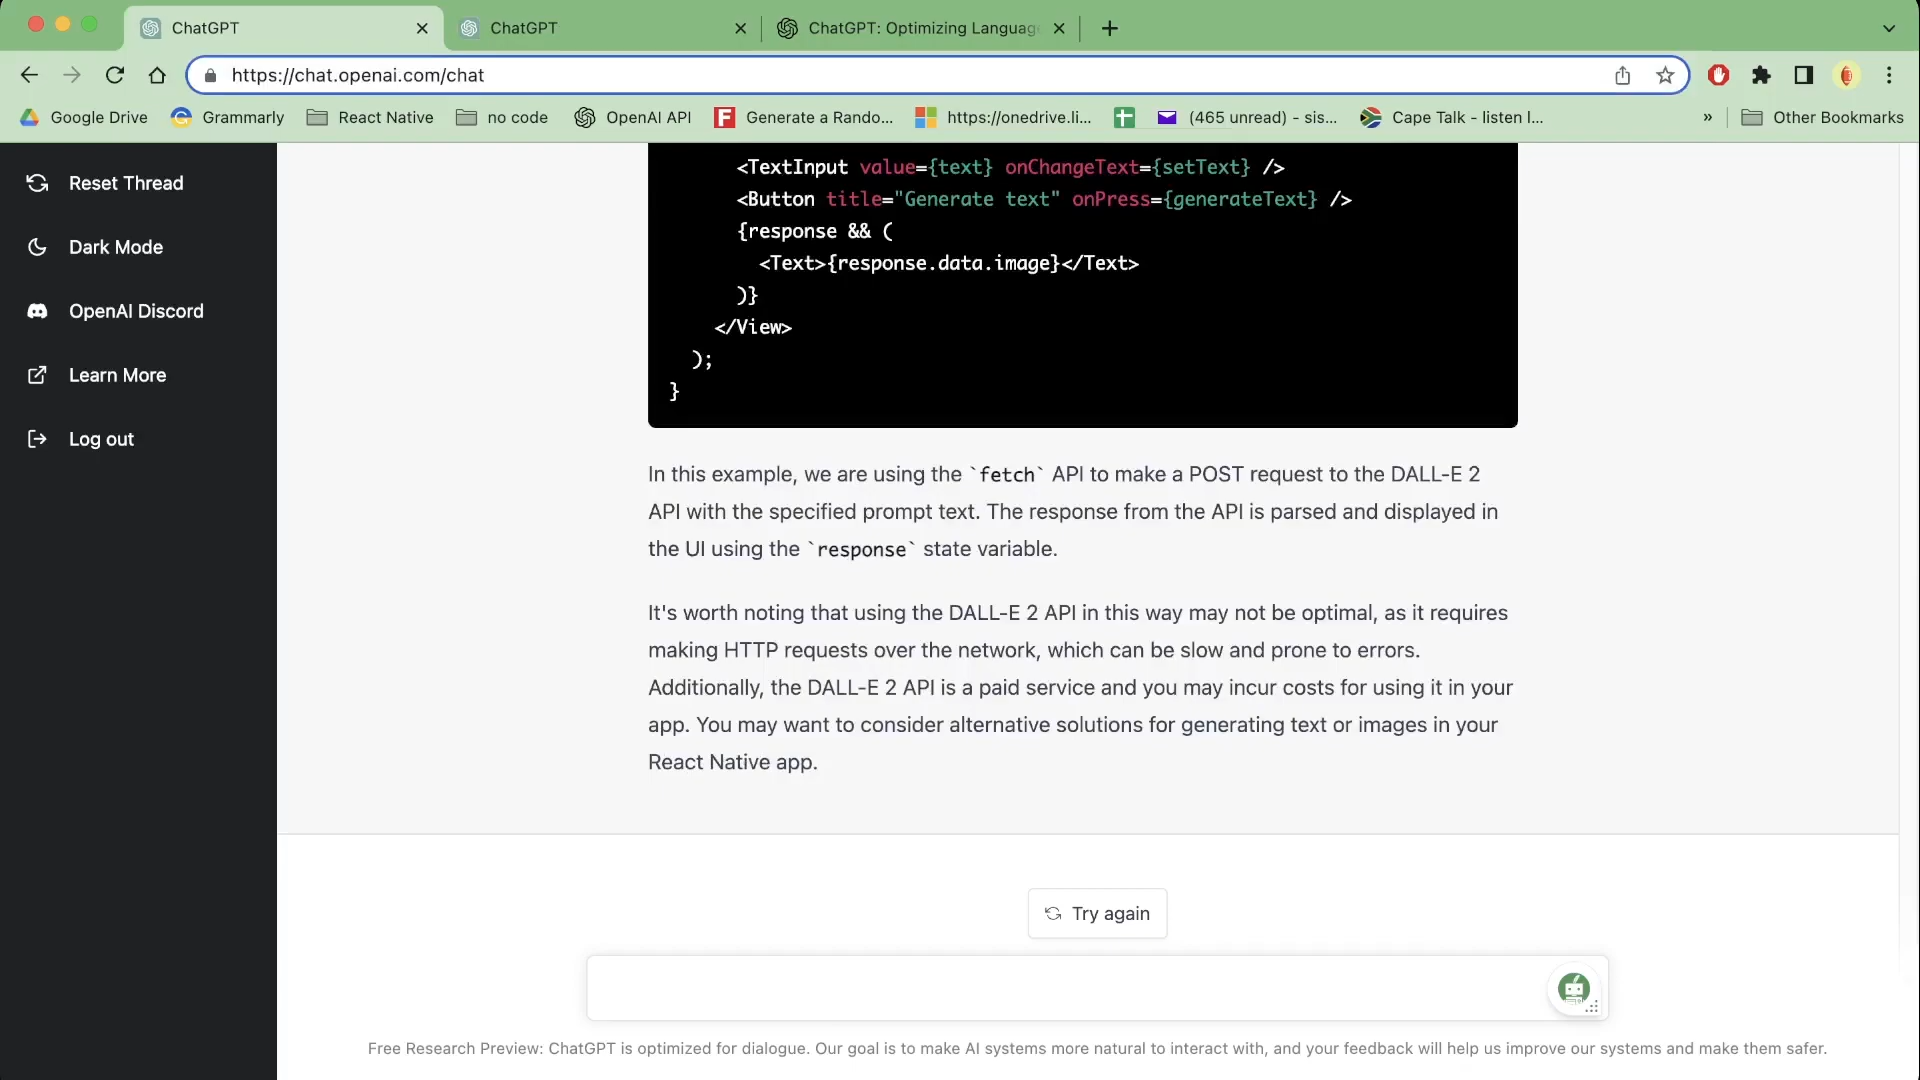 ChatGPT
ChatGPT
ChatGPT: Optimizing Languag
https://chat.openai.com/chat
Google Drive
Grammarly
React Native
no code
OpenAI API
Generate a Rando...
https://onedrive.li...
(465 unread) - sis...
Cape Talk - listen l...
»
Other Bookmarks
Reset Thread
Dark Mode
OpenAI Discord
Learn More
Log out
<TextInput value={text} onChangeText={setText} />
<Button title="Generate text" onPress={generateText} />
{response && (
<Text>{response.data.image}</Text>
)}
</View>
);
}
In this example, we are using the `fetch` API to make a POST request to the DALL-E 2
API with the specified prompt text. The response from the API is parsed and displayed in
the UI using the `response` state variable.
It's worth noting that using the DALL-E 2 API in this way may not be optimal, as it requires
making HTTP requests over the network, which can be slow and prone to errors.
Additionally, the DALL-E 2 API is a paid service and you may incur costs for using it in your
app. You may want to consider alternative solutions for generating text or images in your
React Native app.
Try again
Free Research Preview: ChatGPT is optimized for dialogue. Our goal is to make AI systems more natural to interact with, and your feedback will help us improve our systems and make them safer.